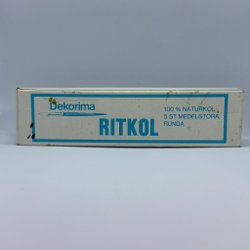 Dekorima
RITKOL
100 % NATURKOL
5 ST MEDELSTORA
RUNDA